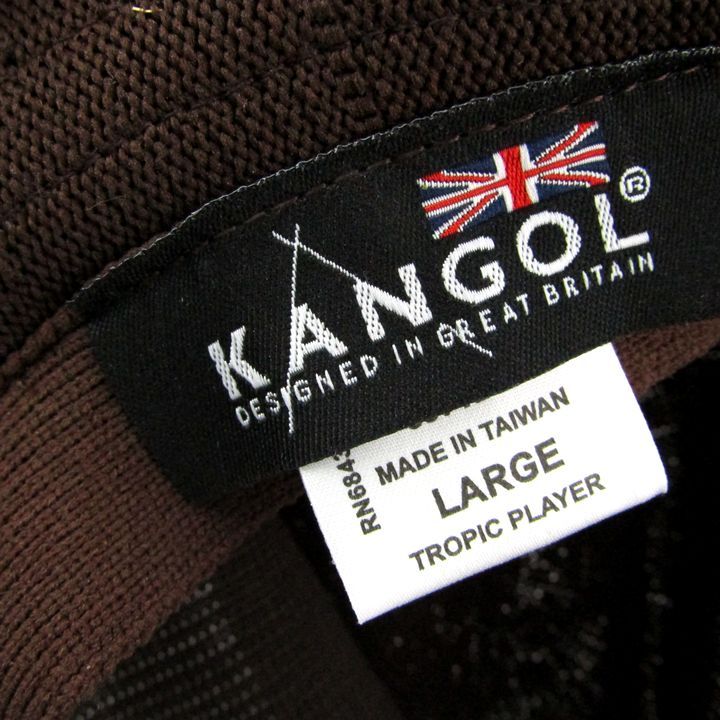 KANGOL®
DESIGNED IN GREAT BRITAIN
MADE IN TAIWAN
LARGE
TROPIC PLAYER